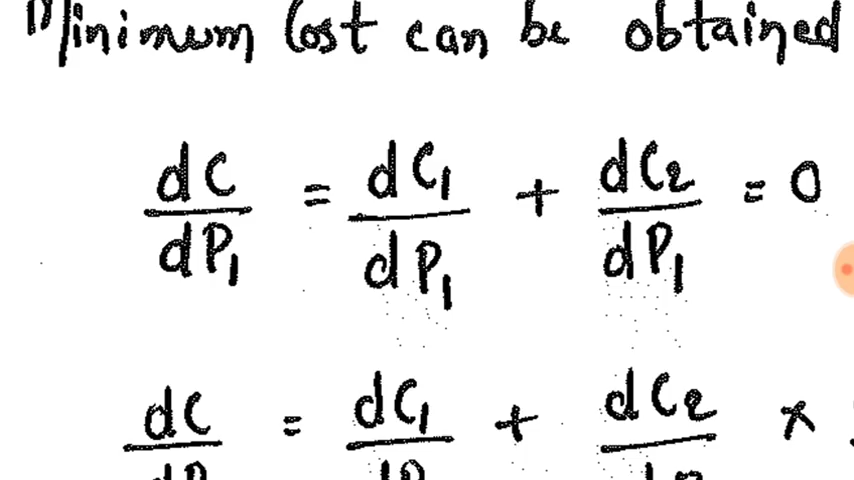 Minimum Cost can be obtained
dC/dP₁ = dC₁/dP₁ + dC₂/dP₁ = 0
dC = dC₁ + dC₂ ×